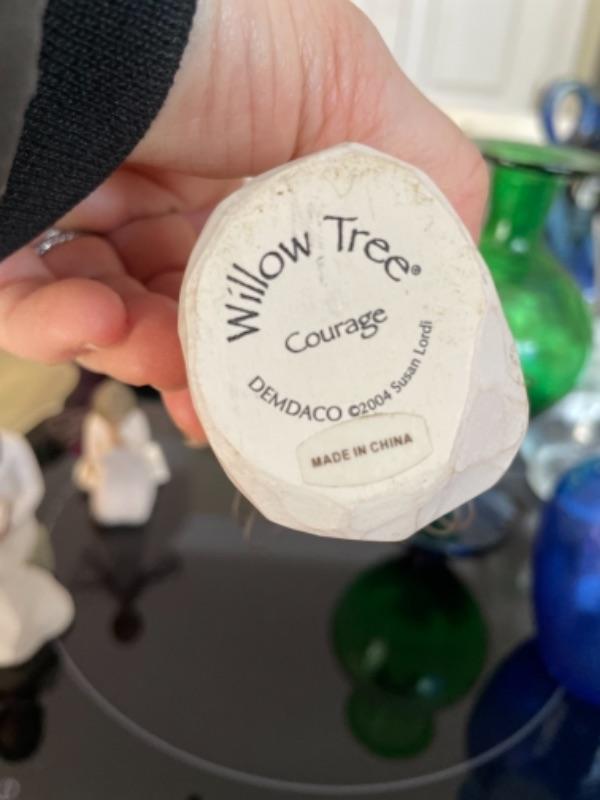 Willow Tree®
Courage
DEMDACO ©2004 Susan Lordi
MADE IN CHINA